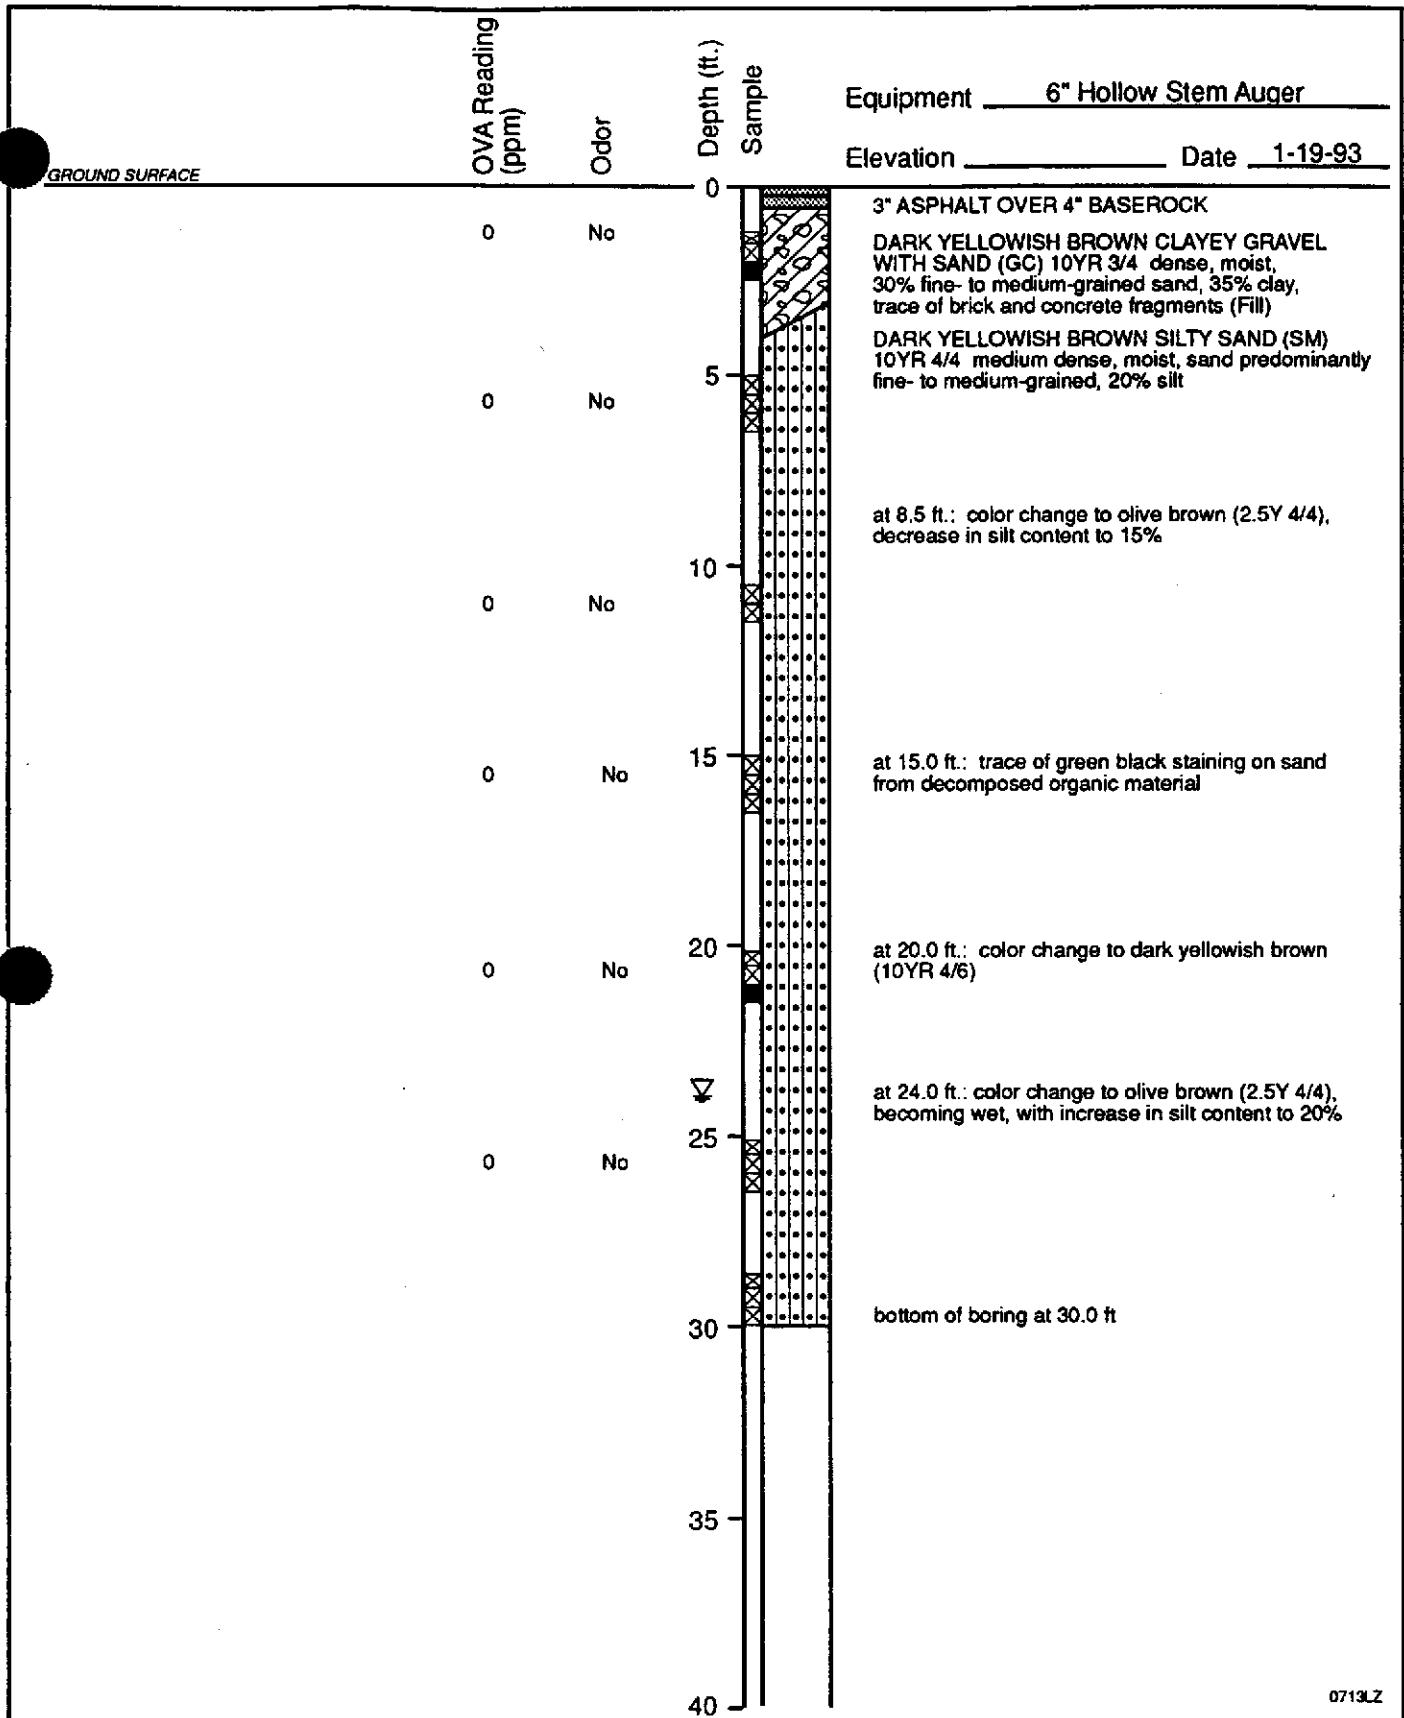 OVA Reading
(ppm)
Odor
Depth (ft.)
Sample
Equipment 6" Hollow Stem Auger
Elevation Date 1-19-93
GROUND SURFACE
0
3" ASPHALT OVER 4" BASEROCK
0 No
DARK YELLOWISH BROWN CLAYEY GRAVEL
WITH SAND (GC) 10YR 3/4 dense, moist,
30% fine- to medium-grained sand, 35% clay,
trace of brick and concrete fragments (Fill)
DARK YELLOWISH BROWN SILTY SAND (SM)
10YR 4/4 medium dense, moist, sand predominantly
fine- to medium-grained, 20% silt
5
0 No
at 8.5 ft.: color change to olive brown (2.5Y 4/4),
decrease in silt content to 15%
10
0 No
15
at 15.0 ft.: trace of green black staining on sand
from decomposed organic material
0 No
20
at 20.0 ft.: color change to dark yellowish brown
(10YR 4/6)
0 No
at 24.0 ft.: color change to olive brown (2.5Y 4/4),
becoming wet, with increase in silt content to 20%
25
0 No
bottom of boring at 30.0 ft
30
35
40
0713LZ